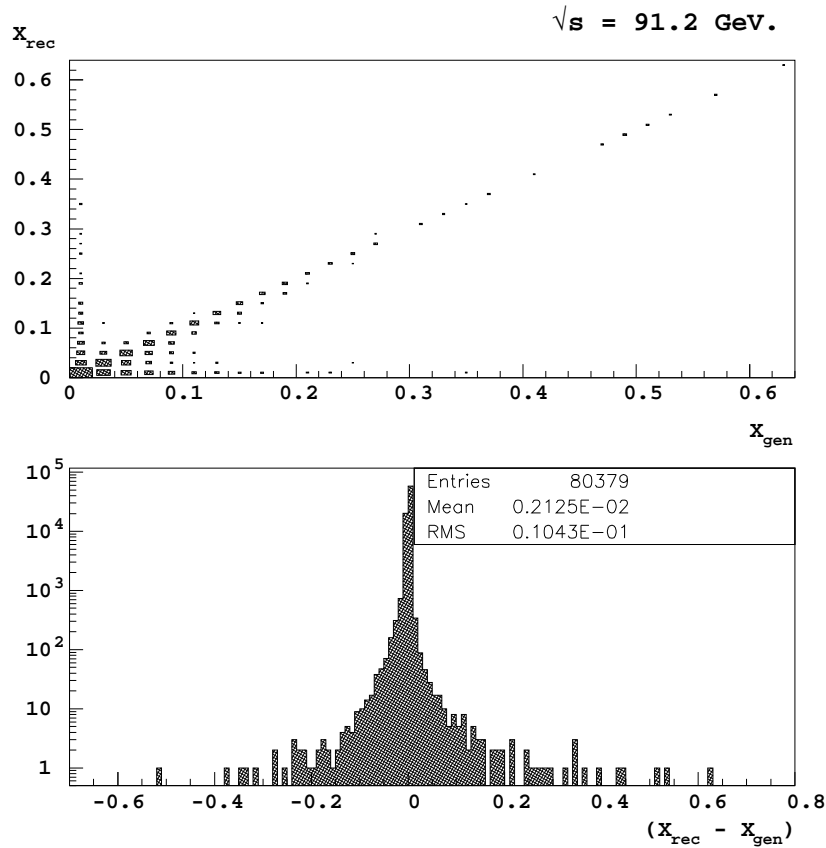 √s = 91.2 GeV.
X_rec
0.6
0.5
0.4
0.3
0.2
0.1
0
0 0.1 0.2 0.3 0.4 0.5 0.6
X_gen
10^5
10^4
10^3
10^2
10
1
Entries 80379
Mean 0.2125E-02
RMS 0.1043E-01
-0.6 -0.4 -0.2 0 0.2 0.4 0.6 0.8
(X_rec - X_gen)